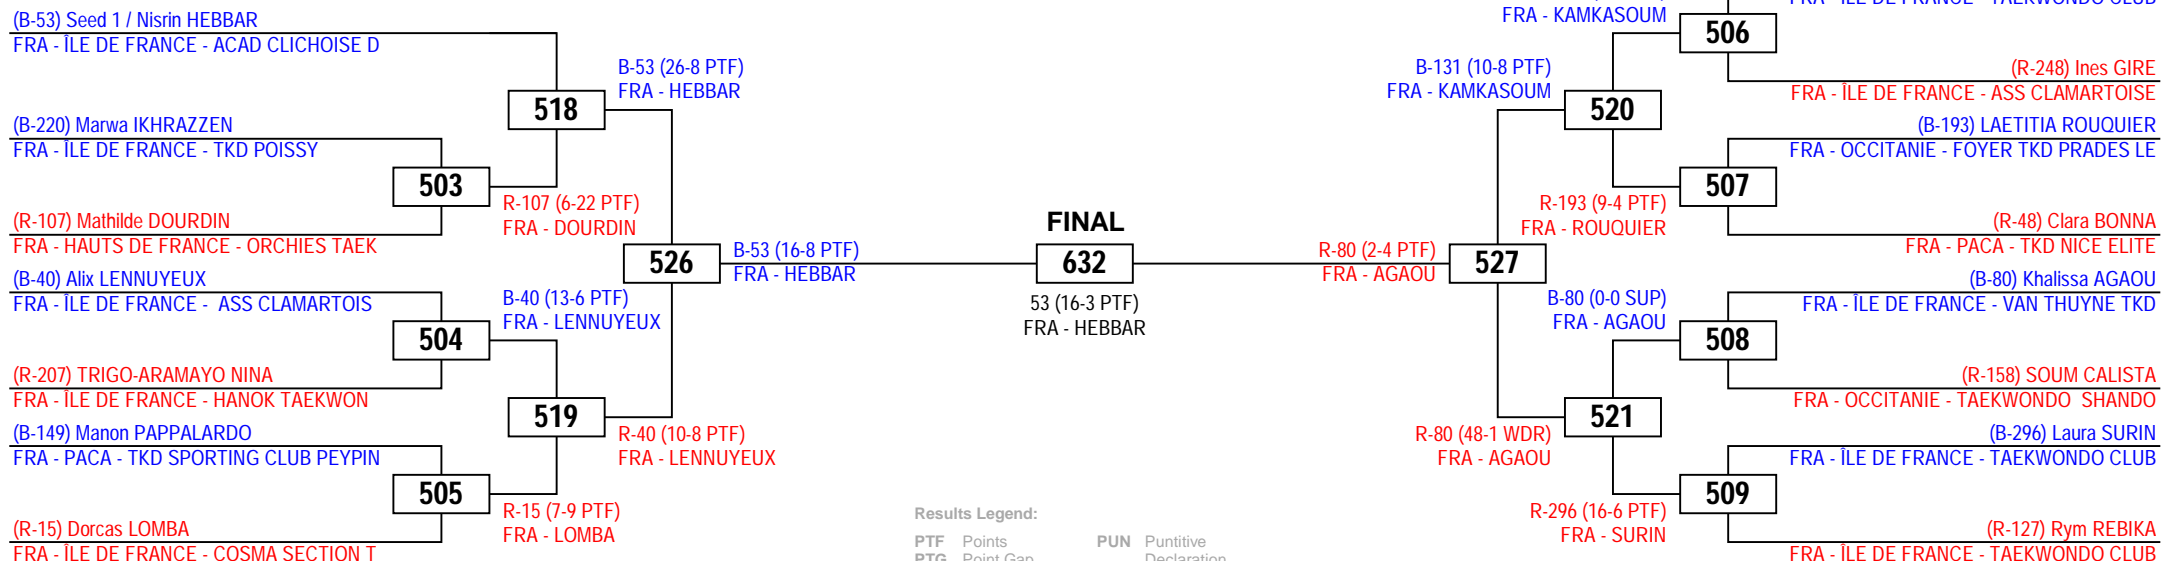 (B-53) Seed 1 / Nisrin HEBBAR
FRA - ÎLE DE FRANCE - ACAD CLICHOISE D
B-53 (26-8 PTF)
FRA - HEBBAR
518
(B-220) Marwa IKHRAZZEN
FRA - ÎLE DE FRANCE - TKD POISSY
503
R-107 (6-22 PTF)
FRA - DOURDIN
(R-107) Mathilde DOURDIN
FRA - HAUTS DE FRANCE - ORCHIES TAEK
526
B-53 (16-8 PTF)
FRA - HEBBAR
(B-40) Alix LENNUYEUX
FRA - ÎLE DE FRANCE - ASS CLAMARTOIS
B-40 (13-6 PTF)
FRA - LENNUYEUX
504
(R-207) TRIGO-ARAMAYO NINA
FRA - ÎLE DE FRANCE - HANOK TAEKWON
519
R-40 (10-8 PTF)
FRA - LENNUYEUX
(B-149) Manon PAPPALARDO
FRA - PACA - TKD SPORTING CLUB PEYPIN
505
R-15 (7-9 PTF)
FRA - LOMBA
(R-15) Dorcas LOMBA
FRA - ÎLE DE FRANCE - COSMA SECTION T
FINAL
632
53 (16-3 PTF)
FRA - HEBBAR
Results Legend:
PTF Points
PUN Puntitive
PTG Point Gap
Declaration
FRA - KAMKASOUM
FRA - ÎLE DE FRANCE - TAEKWONDO CLUB
506
B-131 (10-8 PTF)
FRA - KAMKASOUM
(R-248) Ines GIRE
FRA - ÎLE DE FRANCE - ASS CLAMARTOISE
520
(B-193) LAETITIA ROUQUIER
FRA - OCCITANIE - FOYER TKD PRADES LE
507
R-193 (9-4 PTF)
FRA - ROUQUIER
(R-48) Clara BONNA
FRA - PACA - TKD NICE ELITE
R-80 (2-4 PTF)
FRA - AGAOU
527
(B-80) Khalissa AGAOU
FRA - ÎLE DE FRANCE - VAN THUYNE TKD
B-80 (0-0 SUP)
FRA - AGAOU
508
(R-158) SOUM CALISTA
FRA - OCCITANIE - TAEKWONDO SHANDO
521
R-80 (48-1 WDR)
FRA - AGAOU
(B-296) Laura SURIN
FRA - ÎLE DE FRANCE - TAEKWONDO CLUB
509
R-296 (16-6 PTF)
FRA - SURIN
(R-127) Rym REBIKA
FRA - ÎLE DE FRANCE - TAEKWONDO CLUB